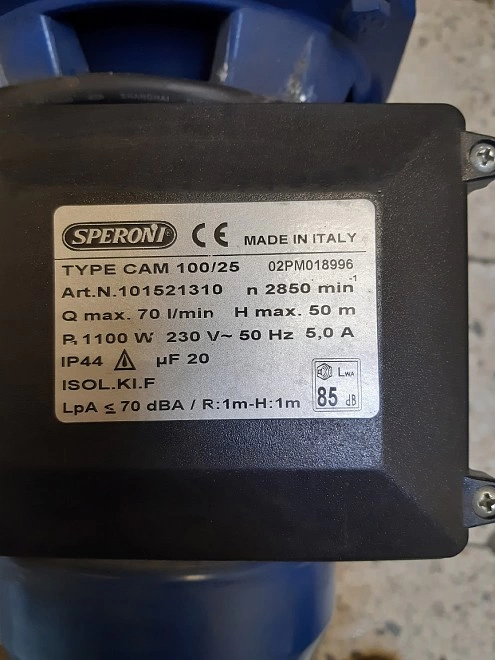 SHANGHAI
SPERONI CE MADE IN ITALY
TYPE CAM 100/25 02PM018996
Art.N.101521310 n 2850 min-1
Q max. 70 l/min H max. 50 m
P1 1100 W 230 V~ 50 Hz 5,0 A
IP44 µF 20
ISOL.KI.F
LpA ≤ 70 dBA / R:1m-H:1m
LWA
85 dB